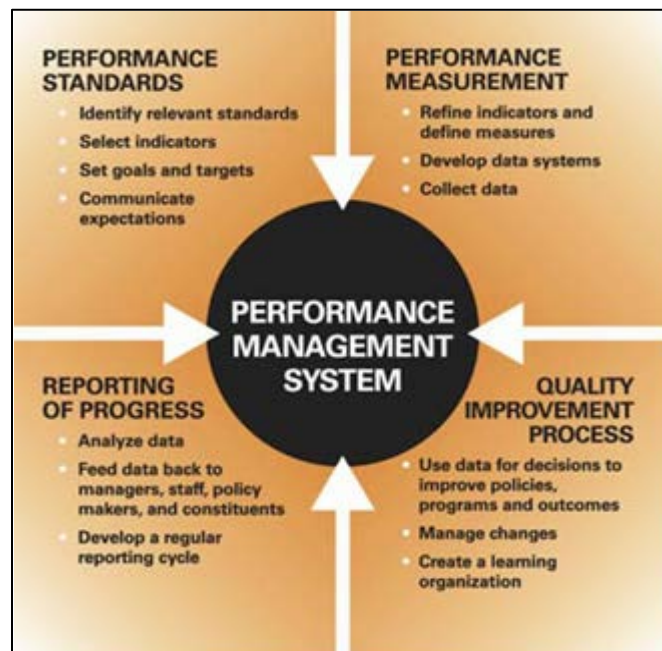 PERFORMANCE
STANDARDS
Identify relevant standards
Select indicators
Set goals and targets
Communicate
expectations
PERFORMANCE
MEASUREMENT
Refine indicators and
define measures
Develop data systems
Collect data
PERFORMANCE
MANAGEMENT
SYSTEM
REPORTING
OF PROGRESS
Analyze data
Feed data back to
managers, staff, policy
makers, and constituents
Develop a regular
reporting cycle
QUALITY
IMPROVEMENT
PROCESS
Use data for decisions to
improve policies,
programs and outcomes
Manage changes
Create a learning
organization